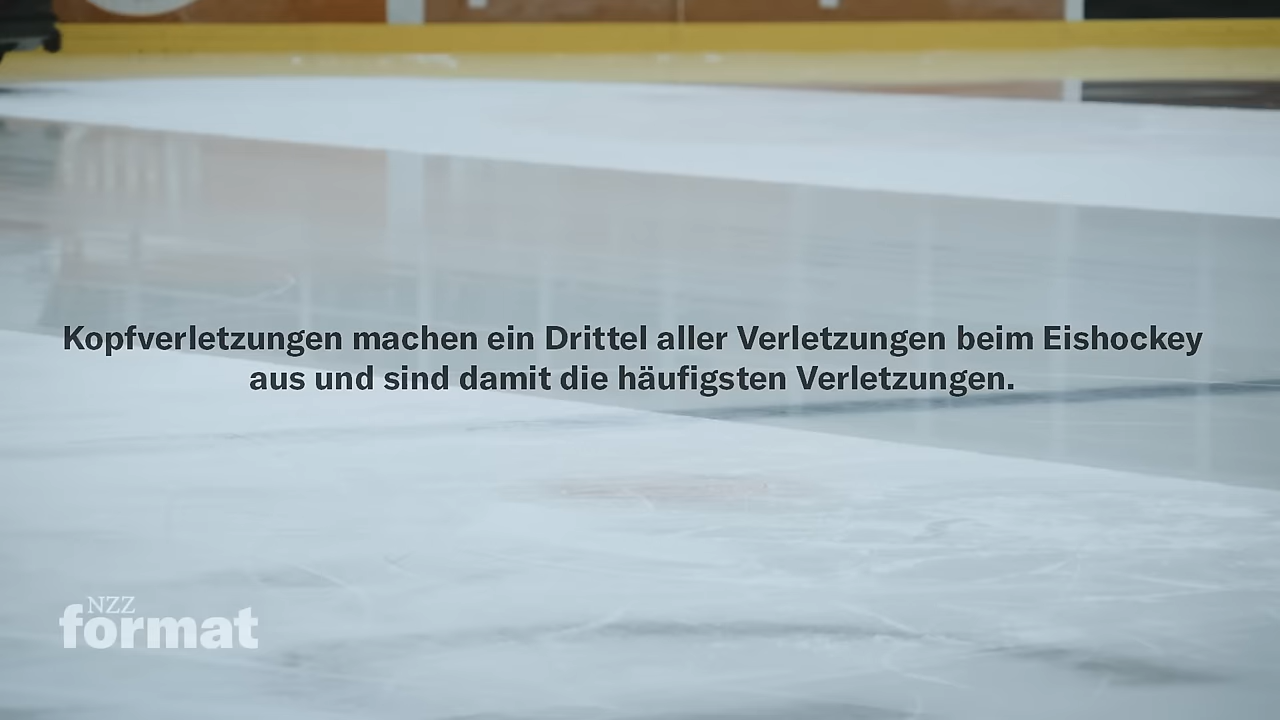 Kopfverletzungen machen ein Drittel aller Verletzungen beim Eishockey
aus und sind damit die häufigsten Verletzungen.
NZZ
format